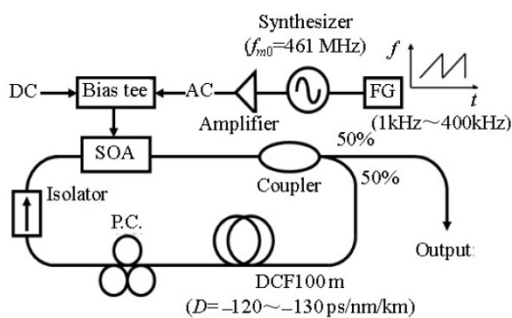 Synthesizer
(fm0=461 MHz)
f
DC
Bias tee
AC
FG
t
Amplifier
(1kHz～400kHz)
SOA
50%
Coupler
50%
Isolator
P.C.
Output:
DCF100 m
(D=−120～−130 ps/nm/km)